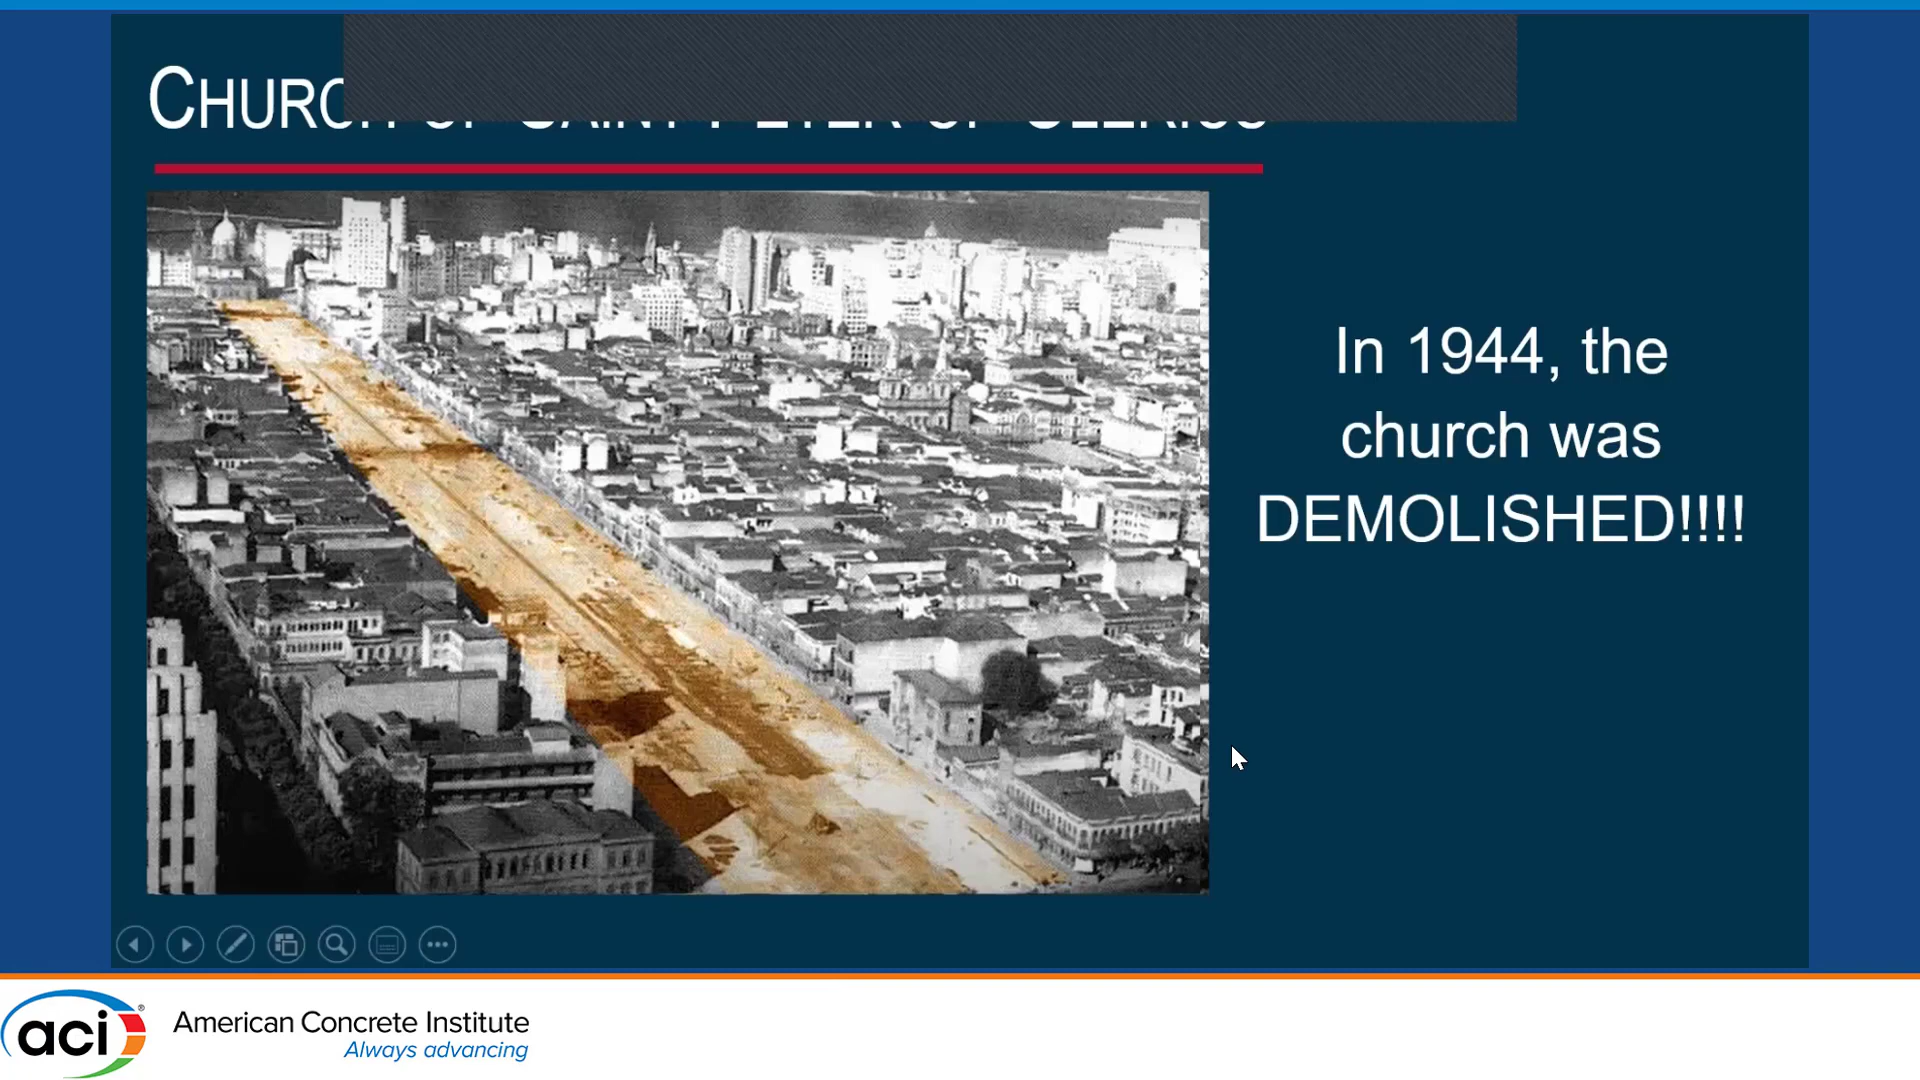 CHURCH OF SAINT PETER OF CLERICS
In 1944, the
church was
DEMOLISHED!!!!
aci®
American Concrete Institute
Always advancing